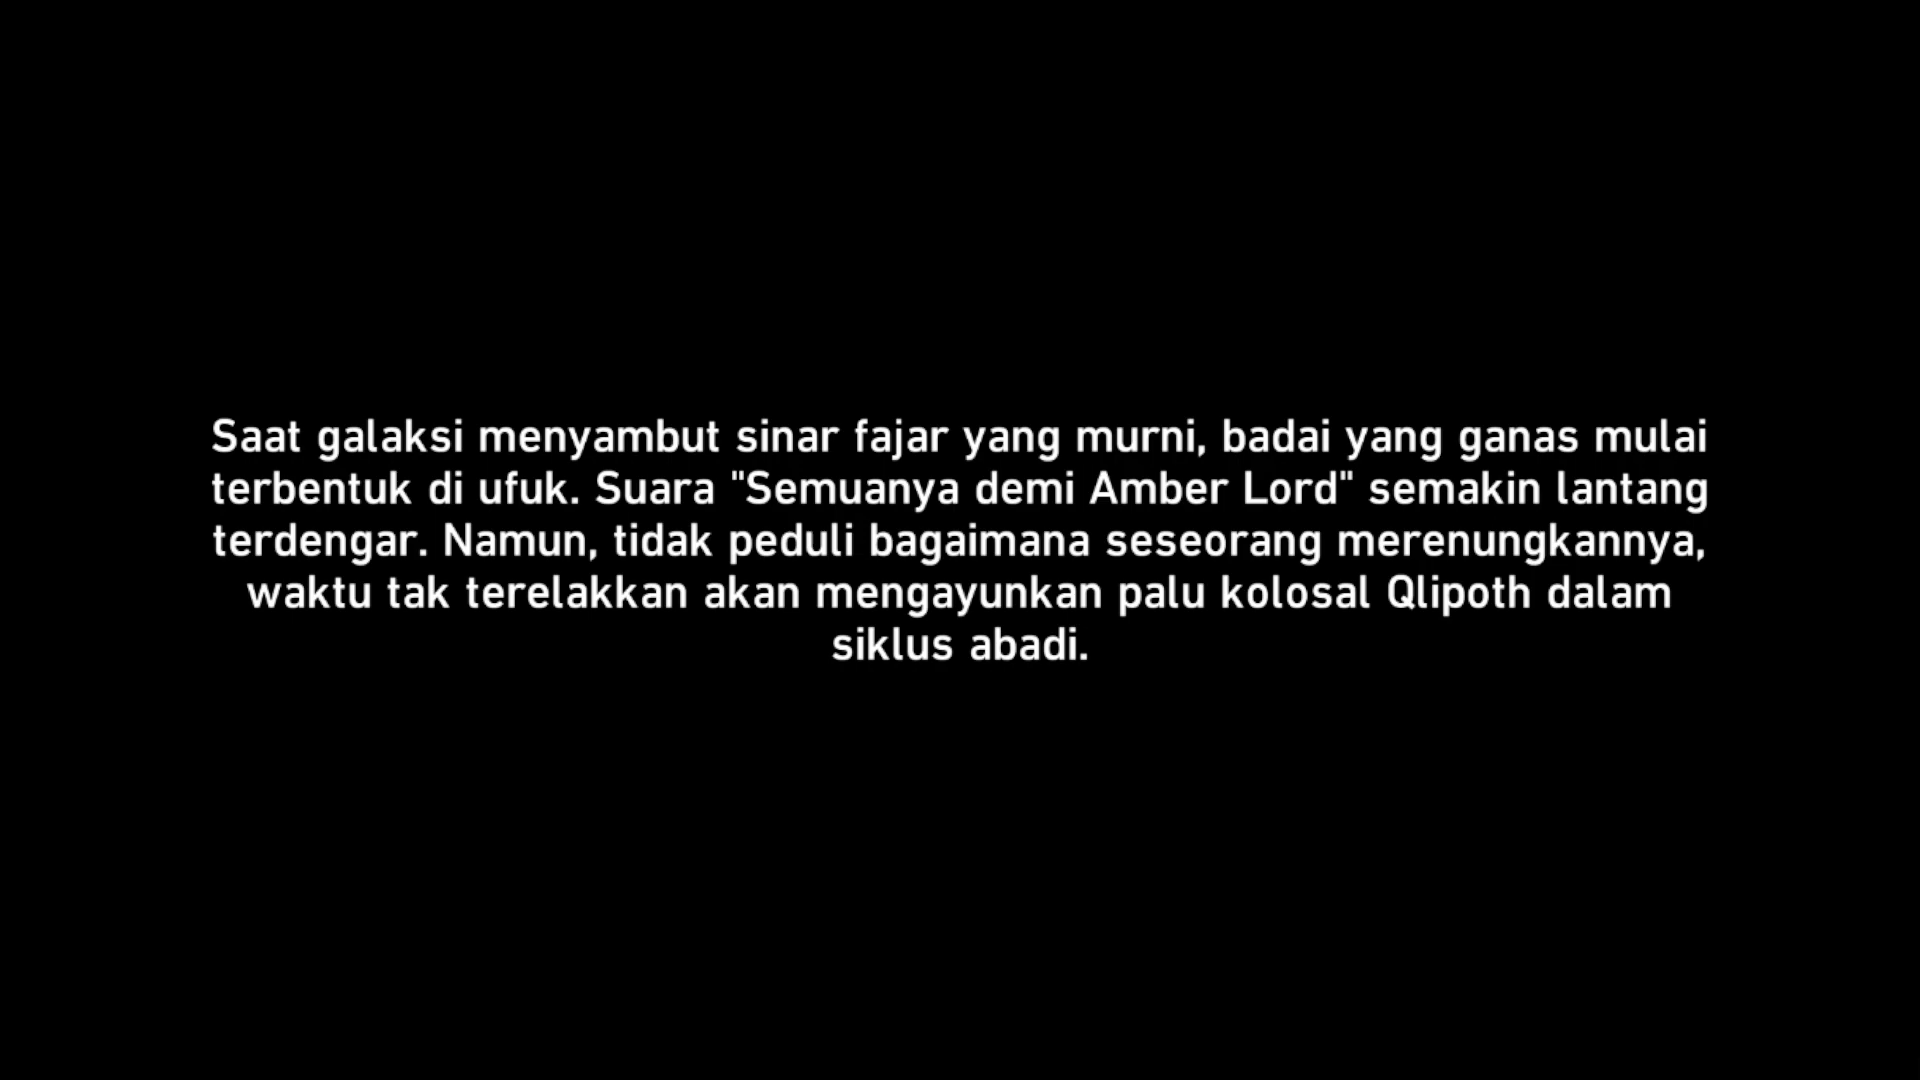 Saat galaksi menyambut sinar fajar yang murni, badai yang ganas mulai
terbentuk di ufuk. Suara "Semuanya demi Amber Lord" semakin lantang
terdengar. Namun, tidak peduli bagaimana seseorang merenungkannya,
waktu tak terelakkan akan mengayunkan palu kolosal Qlipoth dalam
siklus abadi.